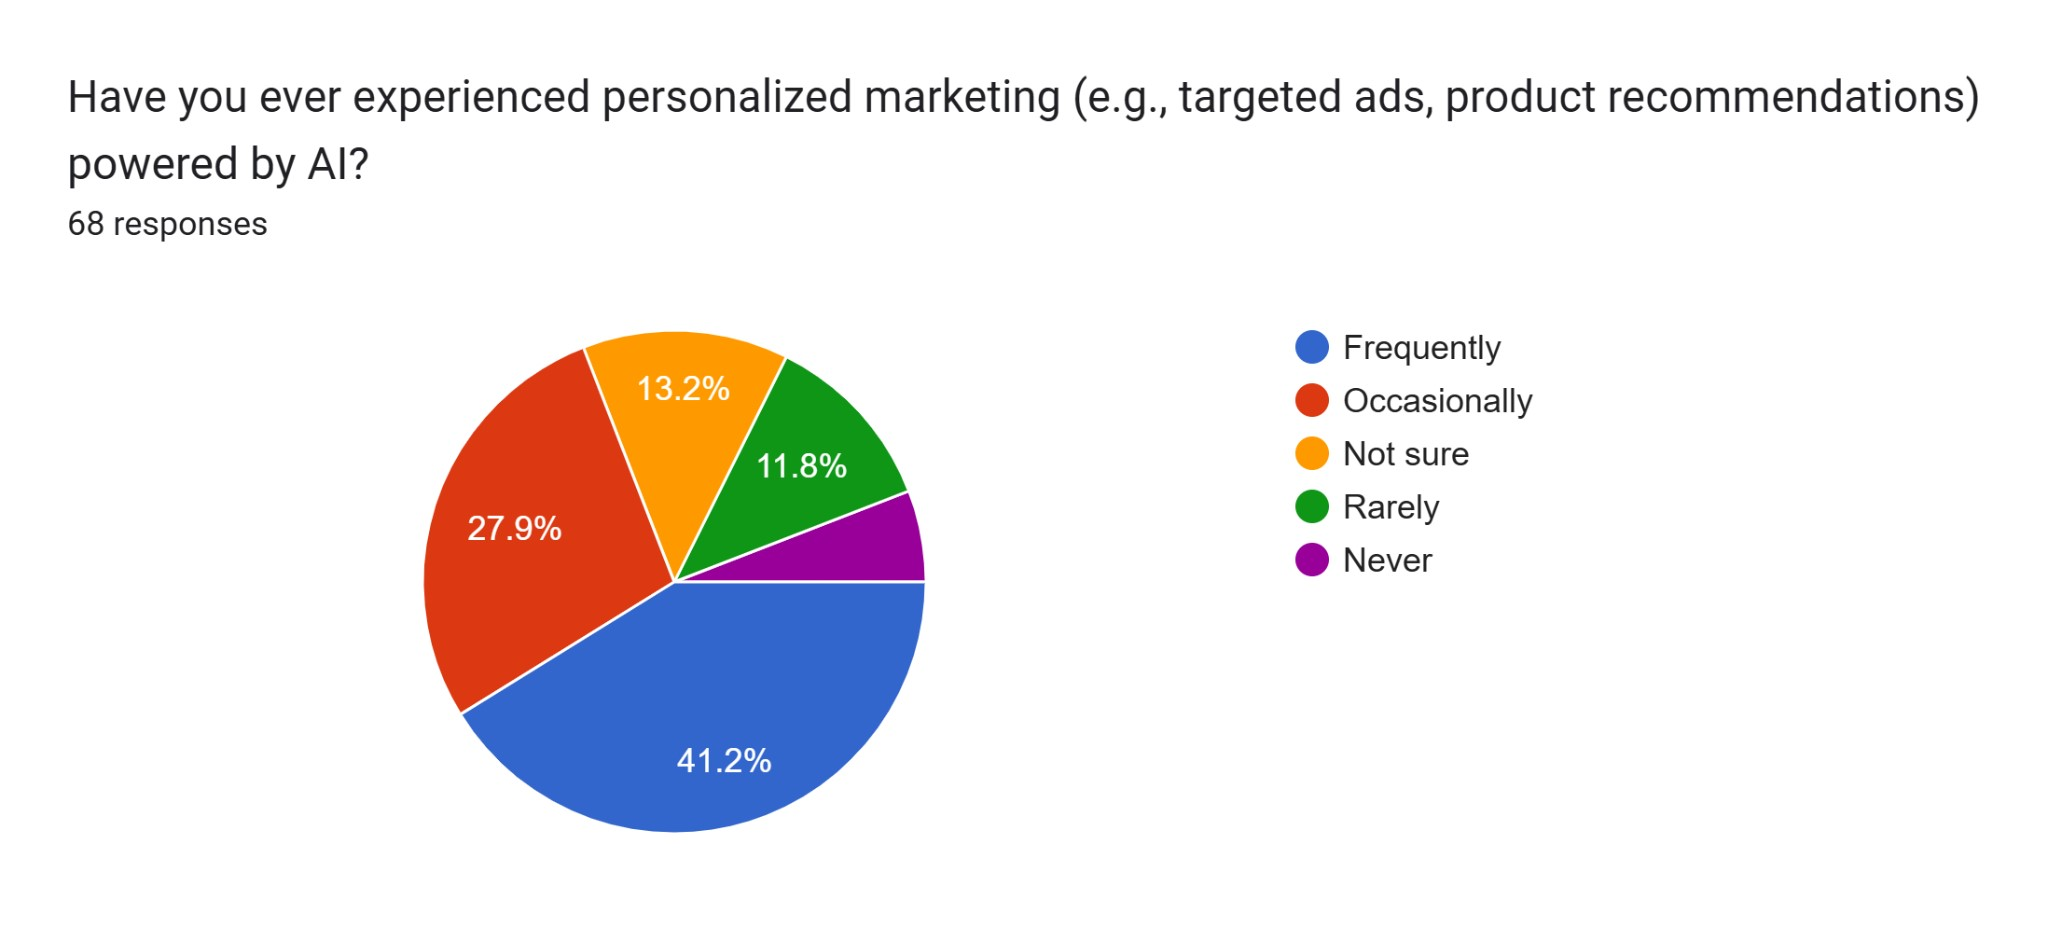 Have you ever experienced personalized marketing (e.g., targeted ads, product recommendations)
powered by AI?
68 responses
Frequently
Occasionally
Not sure
Rarely
Never
13.2%
11.8%
27.9%
41.2%